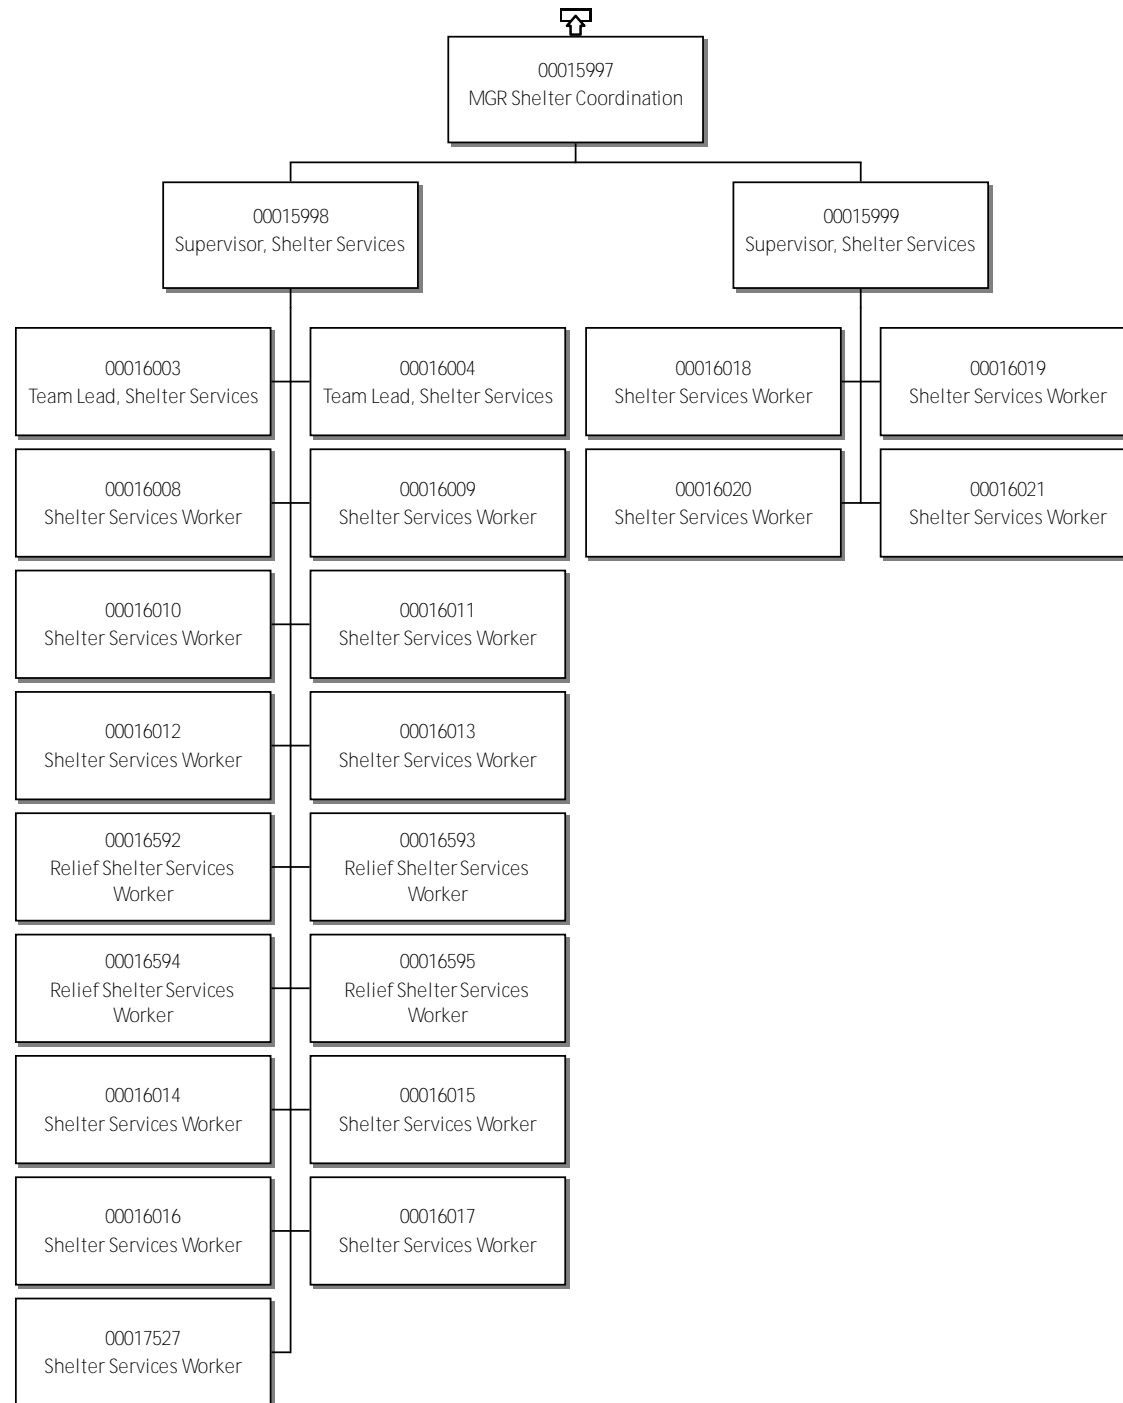 00015997
MGR Shelter Coordination
00015998
Supervisor, Shelter Services
00015999
Supervisor, Shelter Services
00016003
Team Lead, Shelter Services
00016004
Team Lead, Shelter Services
00016018
Shelter Services Worker
00016019
Shelter Services Worker
00016008
Shelter Services Worker
00016009
Shelter Services Worker
00016020
Shelter Services Worker
00016021
Shelter Services Worker
00016010
Shelter Services Worker
00016011
Shelter Services Worker
00016012
Shelter Services Worker
00016013
Shelter Services Worker
00016592
Relief Shelter Services
Worker
00016593
Relief Shelter Services
Worker
00016594
Relief Shelter Services
Worker
00016595
Relief Shelter Services
Worker
00016014
Shelter Services Worker
00016015
Shelter Services Worker
00016016
Shelter Services Worker
00016017
Shelter Services Worker
00017527
Shelter Services Worker